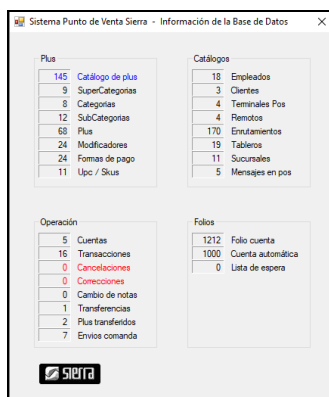 Sistema Punto de Venta Sierra - Información de la Base de Datos
Plus
145 Catálogo de plus
9 SuperCategorias
8 Categorias
12 SubCategorias
68 Plus
24 Modificadores
24 Formas de pago
11 Upc / Skus
Catálogos
18 Empleados
3 Clientes
4 Terminales Pos
4 Remotos
170 Enrutamientos
19 Tableros
11 Sucursales
5 Mensajes en pos
Operación
5 Cuentas
16 Transacciones
0 Cancelaciones
0 Correcciones
0 Cambio de notas
1 Transferencias
2 Plus transferidos
7 Envios comanda
Folios
1212 Folio cuenta
1000 Cuenta automática
0 Lista de espera
sierra